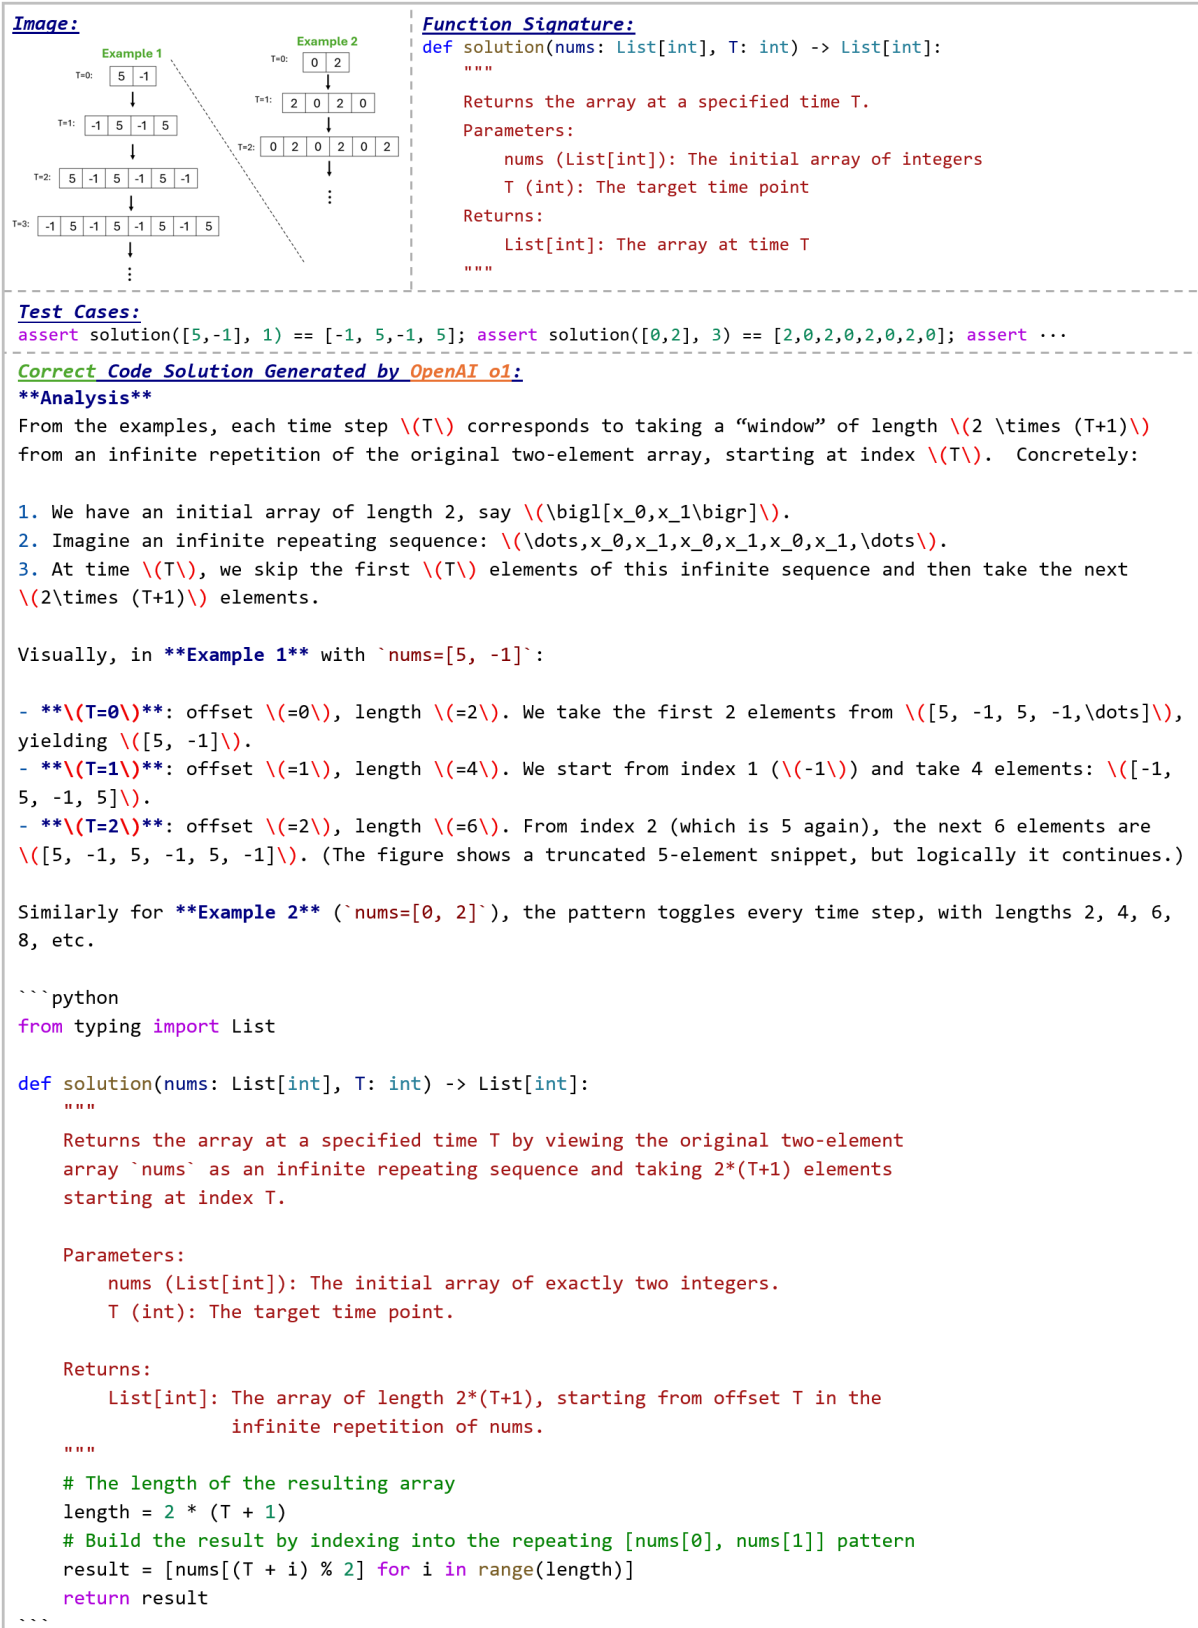 Image:
Example 1
T=0: 5 -1
T=1: -1 5 -1 5
T=2: 5 -1 5 -1 5 -1
T=3: -1 5 -1 5 -1 5 -1 5
⋮
Example 2
T=0: 0 2
T=1: 2 0 2 0
T=2: 0 2 0 2 0 2
⋮
Function Signature:
def solution(nums: List[int], T: int) -> List[int]:
    """
    Returns the array at a specified time T.
    Parameters:
        nums (List[int]): The initial array of integers
        T (int): The target time point
    Returns:
        List[int]: The array at time T
    """
Test Cases:
assert solution([5,-1], 1) == [-1, 5,-1, 5]; assert solution([0,2], 3) == [2,0,2,0,2,0,2,0]; assert ···
Correct Code Solution Generated by OpenAI o1:
**Analysis**
From the examples, each time step \(T\) corresponds to taking a “window” of length \(2 \times (T+1)\)
from an infinite repetition of the original two-element array, starting at index \(T\).  Concretely:
1. We have an initial array of length 2, say \(\bigl[x_0,x_1\bigr]\).
2. Imagine an infinite repeating sequence: \(\dots,x_0,x_1,x_0,x_1,x_0,x_1,\dots\).
3. At time \(T\), we skip the first \(T\) elements of this infinite sequence and then take the next
\(2\times (T+1)\) elements.
Visually, in **Example 1** with `nums=[5, -1]`:
- **\(T=0\)**: offset \(=0\), length \(=2\). We take the first 2 elements from \([5, -1, 5, -1,\dots]\),
yielding \([5, -1]\).
- **\(T=1\)**: offset \(=1\), length \(=4\). We start from index 1 (\(-1\)) and take 4 elements: \([-1,
5, -1, 5]\).
- **\(T=2\)**: offset \(=2\), length \(=6\). From index 2 (which is 5 again), the next 6 elements are
\([5, -1, 5, -1, 5, -1]\). (The figure shows a truncated 5-element snippet, but logically it continues.)
Similarly for **Example 2** (`nums=[0, 2]`), the pattern toggles every time step, with lengths 2, 4, 6,
8, etc.
```python
from typing import List
def solution(nums: List[int], T: int) -> List[int]:
    """
    Returns the array at a specified time T by viewing the original two-element
    array `nums` as an infinite repeating sequence and taking 2*(T+1) elements
    starting at index T.
    Parameters:
        nums (List[int]): The initial array of exactly two integers.
        T (int): The target time point.
    Returns:
        List[int]: The array of length 2*(T+1), starting from offset T in the
                   infinite repetition of nums.
    """
    # The length of the resulting array
    length = 2 * (T + 1)
    # Build the result by indexing into the repeating [nums[0], nums[1]] pattern
    result = [nums[(T + i) % 2] for i in range(length)]
    return result
```